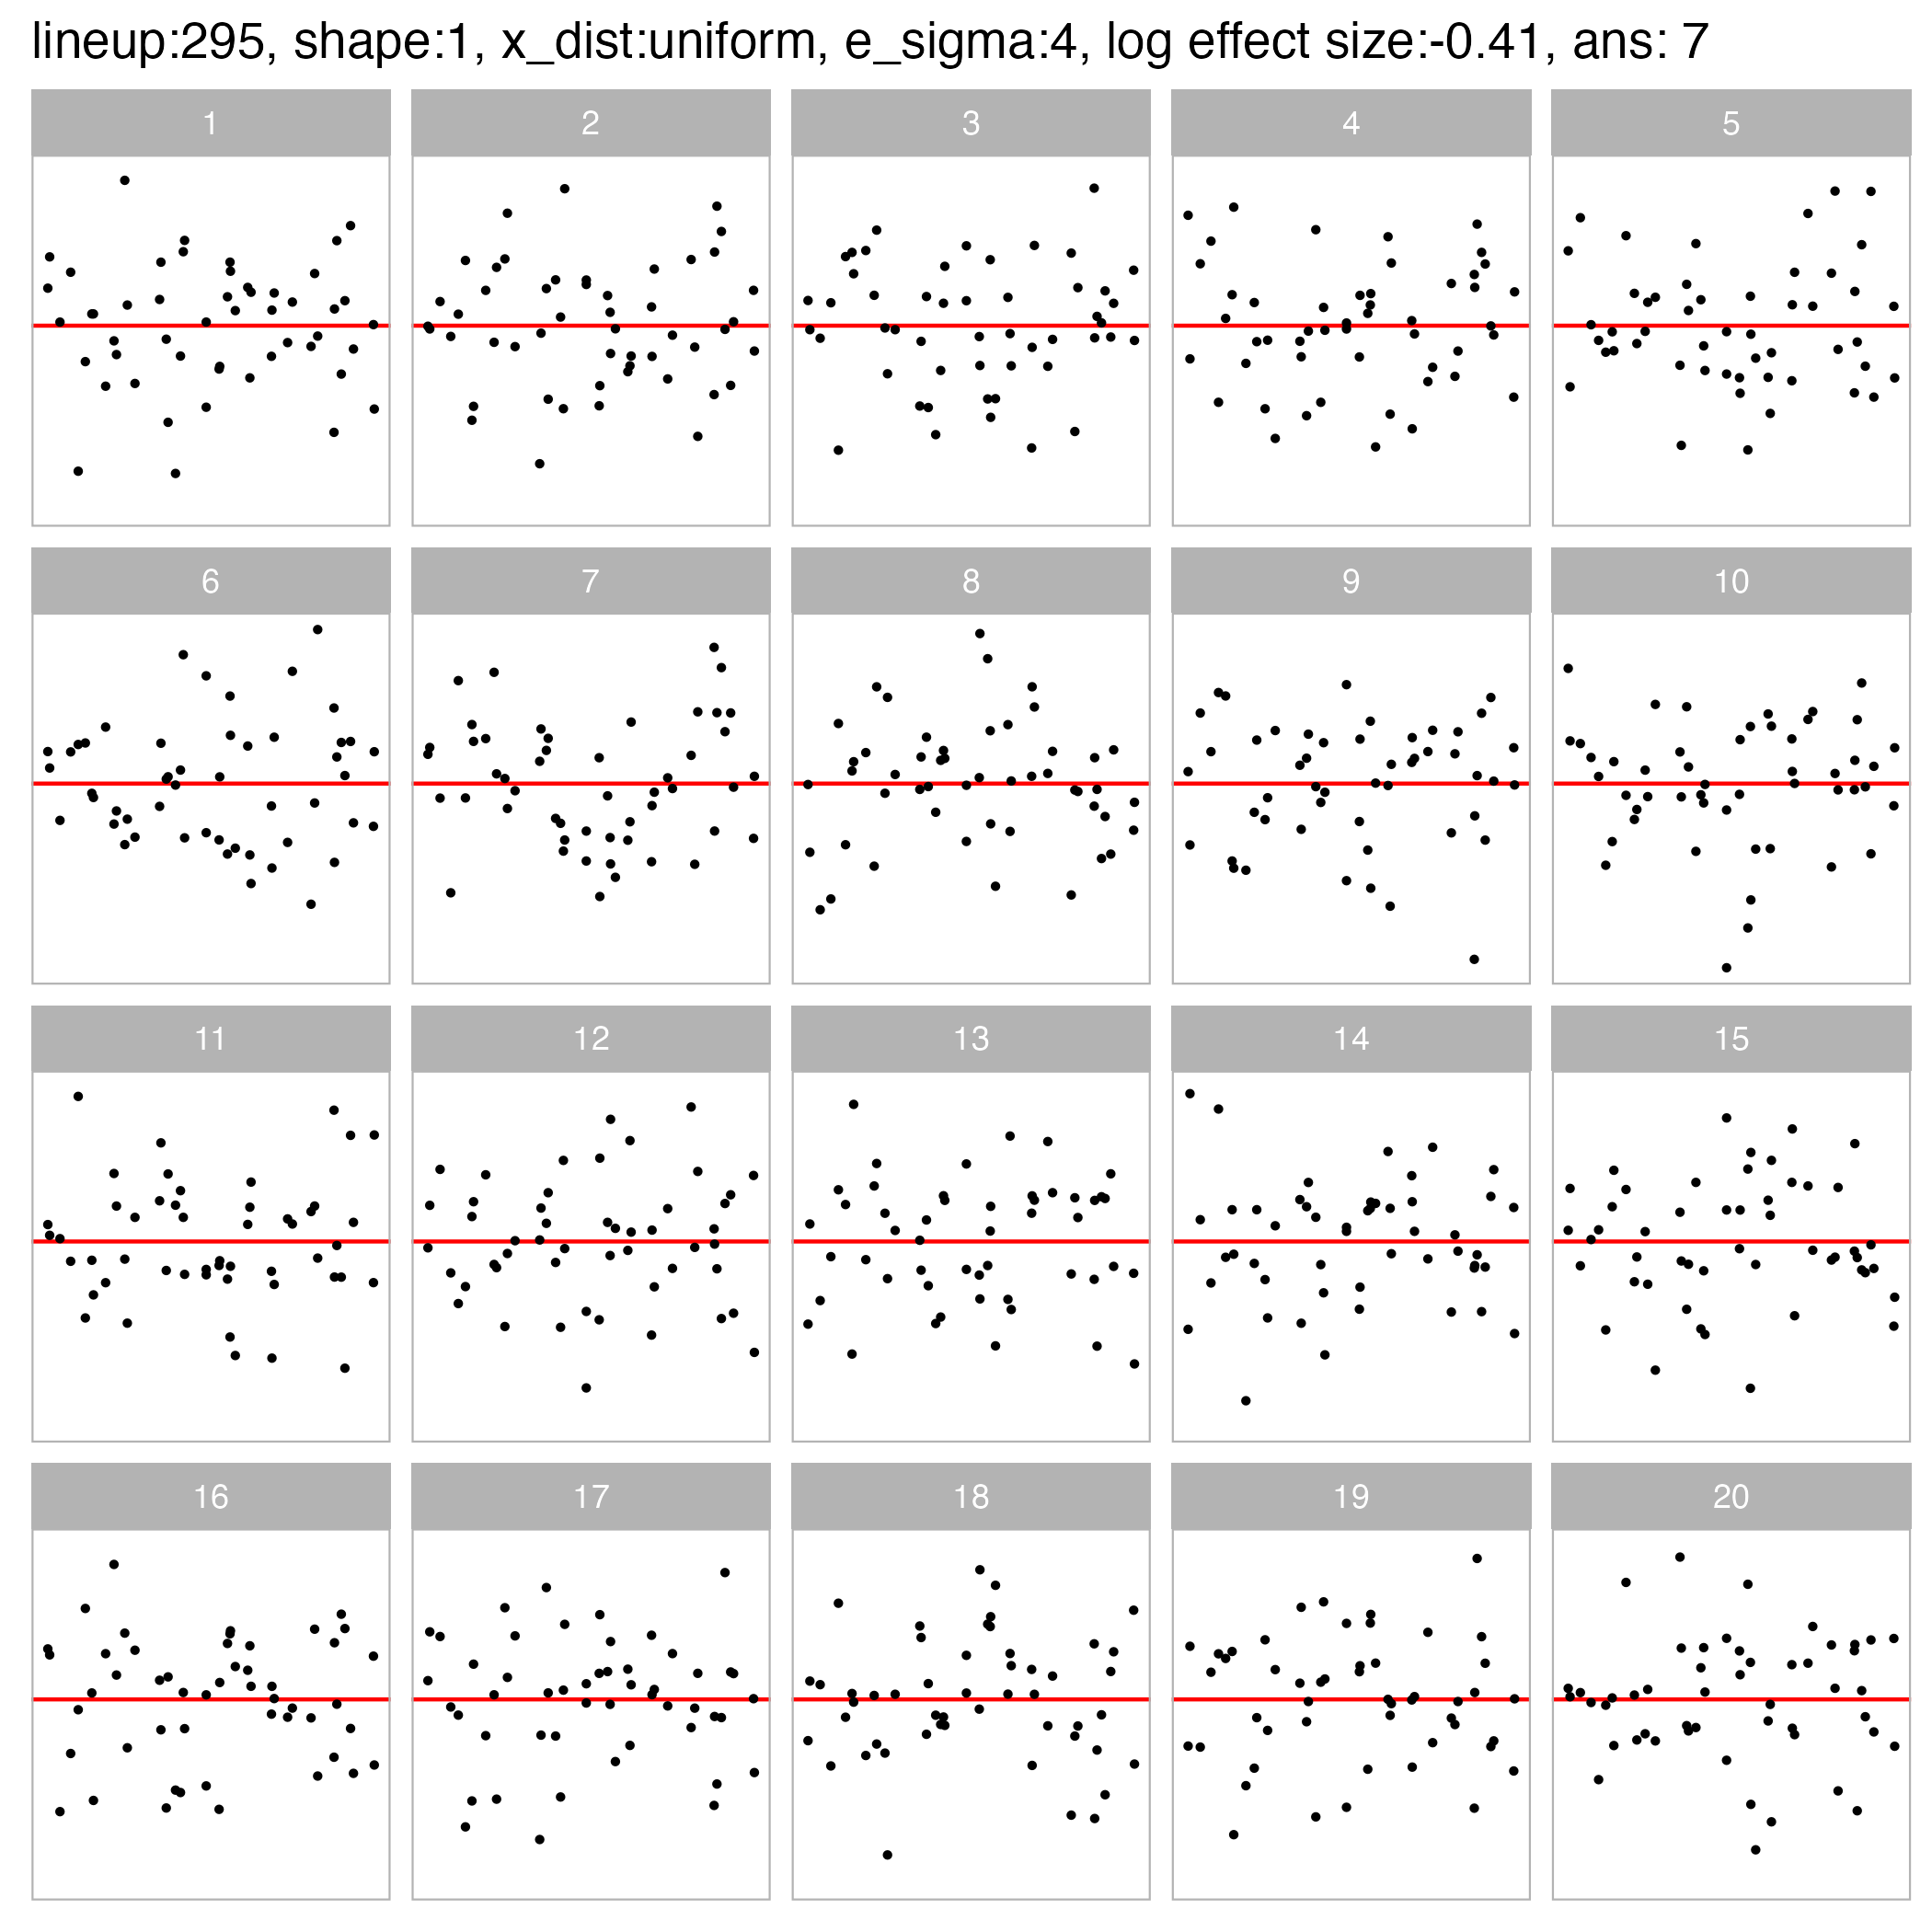 lineup:295, shape:1, x_dist:uniform, e_sigma:4, log effect size:-0.41, ans: 7
1 2 3 4 5
6 7 8 9 10
11 12 13 14 15
16 17 18 19 20